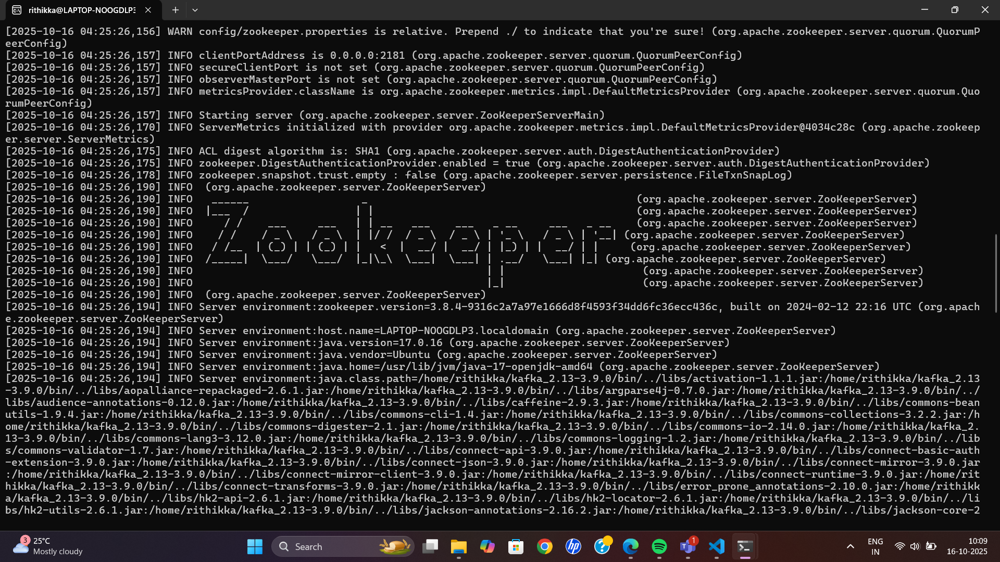 rithikka@LAPTOP-NOOGDLP3
[2025-10-16 04:25:26,156] WARN config/zookeeper.properties is relative. Prepend ./ to indicate that you're sure! (org.apache.zookeeper.server.quorum.QuorumP
eerConfig)
[2025-10-16 04:25:26,157] INFO clientPortAddress is 0.0.0.0:2181 (org.apache.zookeeper.server.quorum.QuorumPeerConfig)
[2025-10-16 04:25:26,157] INFO secureClientPort is not set (org.apache.zookeeper.server.quorum.QuorumPeerConfig)
[2025-10-16 04:25:26,157] INFO observerMasterPort is not set (org.apache.zookeeper.server.quorum.QuorumPeerConfig)
[2025-10-16 04:25:26,157] INFO metricsProvider.className is org.apache.zookeeper.metrics.impl.DefaultMetricsProvider (org.apache.zookeeper.server.quorum.Quo
rumPeerConfig)
[2025-10-16 04:25:26,157] INFO Starting server (org.apache.zookeeper.server.ZooKeeperServerMain)
[2025-10-16 04:25:26,170] INFO ServerMetrics initialized with provider org.apache.zookeeper.metrics.impl.DefaultMetricsProvider@4034c28c (org.apache.zookeep
er.server.ServerMetrics)
[2025-10-16 04:25:26,175] INFO ACL digest algorithm is: SHA1 (org.apache.zookeeper.server.auth.DigestAuthenticationProvider)
[2025-10-16 04:25:26,175] INFO zookeeper.DigestAuthenticationProvider.enabled = true (org.apache.zookeeper.server.auth.DigestAuthenticationProvider)
[2025-10-16 04:25:26,178] INFO zookeeper.snapshot.trust.empty : false (org.apache.zookeeper.server.persistence.FileTxnSnapLog)
[2025-10-16 04:25:26,190] INFO  (org.apache.zookeeper.server.ZooKeeperServer)
[2025-10-16 04:25:26,190] INFO   ______                  _                                           (org.apache.zookeeper.server.ZooKeeperServer)
[2025-10-16 04:25:26,190] INFO  |___  /                 | |                                          (org.apache.zookeeper.server.ZooKeeperServer)
[2025-10-16 04:25:26,190] INFO     / /    ___     ___   | | __   ___    ___   _ __     ___   _ __    (org.apache.zookeeper.server.ZooKeeperServer)
[2025-10-16 04:25:26,190] INFO    / /    / _ \   / _ \  | |/ /  / _ \  / _ \ | '_ \   / _ \ | '__| (org.apache.zookeeper.server.ZooKeeperServer)
[2025-10-16 04:25:26,190] INFO   / /__  | (_) | | (_) | |   <  |  __/ |  __/ | |_) | |  __/ | |     (org.apache.zookeeper.server.ZooKeeperServer)
[2025-10-16 04:25:26,190] INFO  /_____|  \___/   \___/  |_|\_\  \___|  \___| | .__/   \___| |_| (org.apache.zookeeper.server.ZooKeeperServer)
[2025-10-16 04:25:26,190] INFO                                               | |                      (org.apache.zookeeper.server.ZooKeeperServer)
[2025-10-16 04:25:26,190] INFO                                               |_|                      (org.apache.zookeeper.server.ZooKeeperServer)
[2025-10-16 04:25:26,190] INFO  (org.apache.zookeeper.server.ZooKeeperServer)
[2025-10-16 04:25:26,194] INFO Server environment:zookeeper.version=3.8.4-9316c2a7a97e1666d8f4593f34dd6fc36ecc436c, built on 2024-02-12 22:16 UTC (org.apach
e.zookeeper.server.ZooKeeperServer)
[2025-10-16 04:25:26,194] INFO Server environment:host.name=LAPTOP-NOOGDLP3.localdomain (org.apache.zookeeper.server.ZooKeeperServer)
[2025-10-16 04:25:26,194] INFO Server environment:java.version=17.0.16 (org.apache.zookeeper.server.ZooKeeperServer)
[2025-10-16 04:25:26,194] INFO Server environment:java.vendor=Ubuntu (org.apache.zookeeper.server.ZooKeeperServer)
[2025-10-16 04:25:26,194] INFO Server environment:java.home=/usr/lib/jvm/java-17-openjdk-amd64 (org.apache.zookeeper.server.ZooKeeperServer)
[2025-10-16 04:25:26,194] INFO Server environment:java.class.path=/home/rithikka/kafka_2.13-3.9.0/bin/../libs/activation-1.1.1.jar:/home/rithikka/kafka_2.13
-3.9.0/bin/../libs/aopalliance-repackaged-2.6.1.jar:/home/rithikka/kafka_2.13-3.9.0/bin/../libs/argparse4j-0.7.0.jar:/home/rithikka/kafka_2.13-3.9.0/bin/../
libs/audience-annotations-0.12.0.jar:/home/rithikka/kafka_2.13-3.9.0/bin/../libs/caffeine-2.9.3.jar:/home/rithikka/kafka_2.13-3.9.0/bin/../libs/commons-bean
utils-1.9.4.jar:/home/rithikka/kafka_2.13-3.9.0/bin/../libs/commons-cli-1.4.jar:/home/rithikka/kafka_2.13-3.9.0/bin/../libs/commons-collections-3.2.2.jar:/h
ome/rithikka/kafka_2.13-3.9.0/bin/../libs/commons-digester-2.1.jar:/home/rithikka/kafka_2.13-3.9.0/bin/../libs/commons-io-2.14.0.jar:/home/rithikka/kafka_2.
13-3.9.0/bin/../libs/commons-lang3-3.12.0.jar:/home/rithikka/kafka_2.13-3.9.0/bin/../libs/commons-logging-1.2.jar:/home/rithikka/kafka_2.13-3.9.0/bin/../lib
s/commons-validator-1.7.jar:/home/rithikka/kafka_2.13-3.9.0/bin/../libs/connect-api-3.9.0.jar:/home/rithikka/kafka_2.13-3.9.0/bin/../libs/connect-basic-auth
-extension-3.9.0.jar:/home/rithikka/kafka_2.13-3.9.0/bin/../libs/connect-json-3.9.0.jar:/home/rithikka/kafka_2.13-3.9.0/bin/../libs/connect-mirror-3.9.0.jar
:/home/rithikka/kafka_2.13-3.9.0/bin/../libs/connect-mirror-client-3.9.0.jar:/home/rithikka/kafka_2.13-3.9.0/bin/../libs/connect-runtime-3.9.0.jar:/home/rit
hikka/kafka_2.13-3.9.0/bin/../libs/connect-transforms-3.9.0.jar:/home/rithikka/kafka_2.13-3.9.0/bin/../libs/error_prone_annotations-2.10.0.jar:/home/rithikk
a/kafka_2.13-3.9.0/bin/../libs/hk2-api-2.6.1.jar:/home/rithikka/kafka_2.13-3.9.0/bin/../libs/hk2-locator-2.6.1.jar:/home/rithikka/kafka_2.13-3.9.0/bin/../li
bs/hk2-utils-2.6.1.jar:/home/rithikka/kafka_2.13-3.9.0/bin/../libs/jackson-annotations-2.16.2.jar:/home/rithikka/kafka_2.13-3.9.0/bin/../libs/jackson-core-2
3
25°C
Mostly cloudy
Search
hp
1
ENG
IN
10:09
16-10-2025